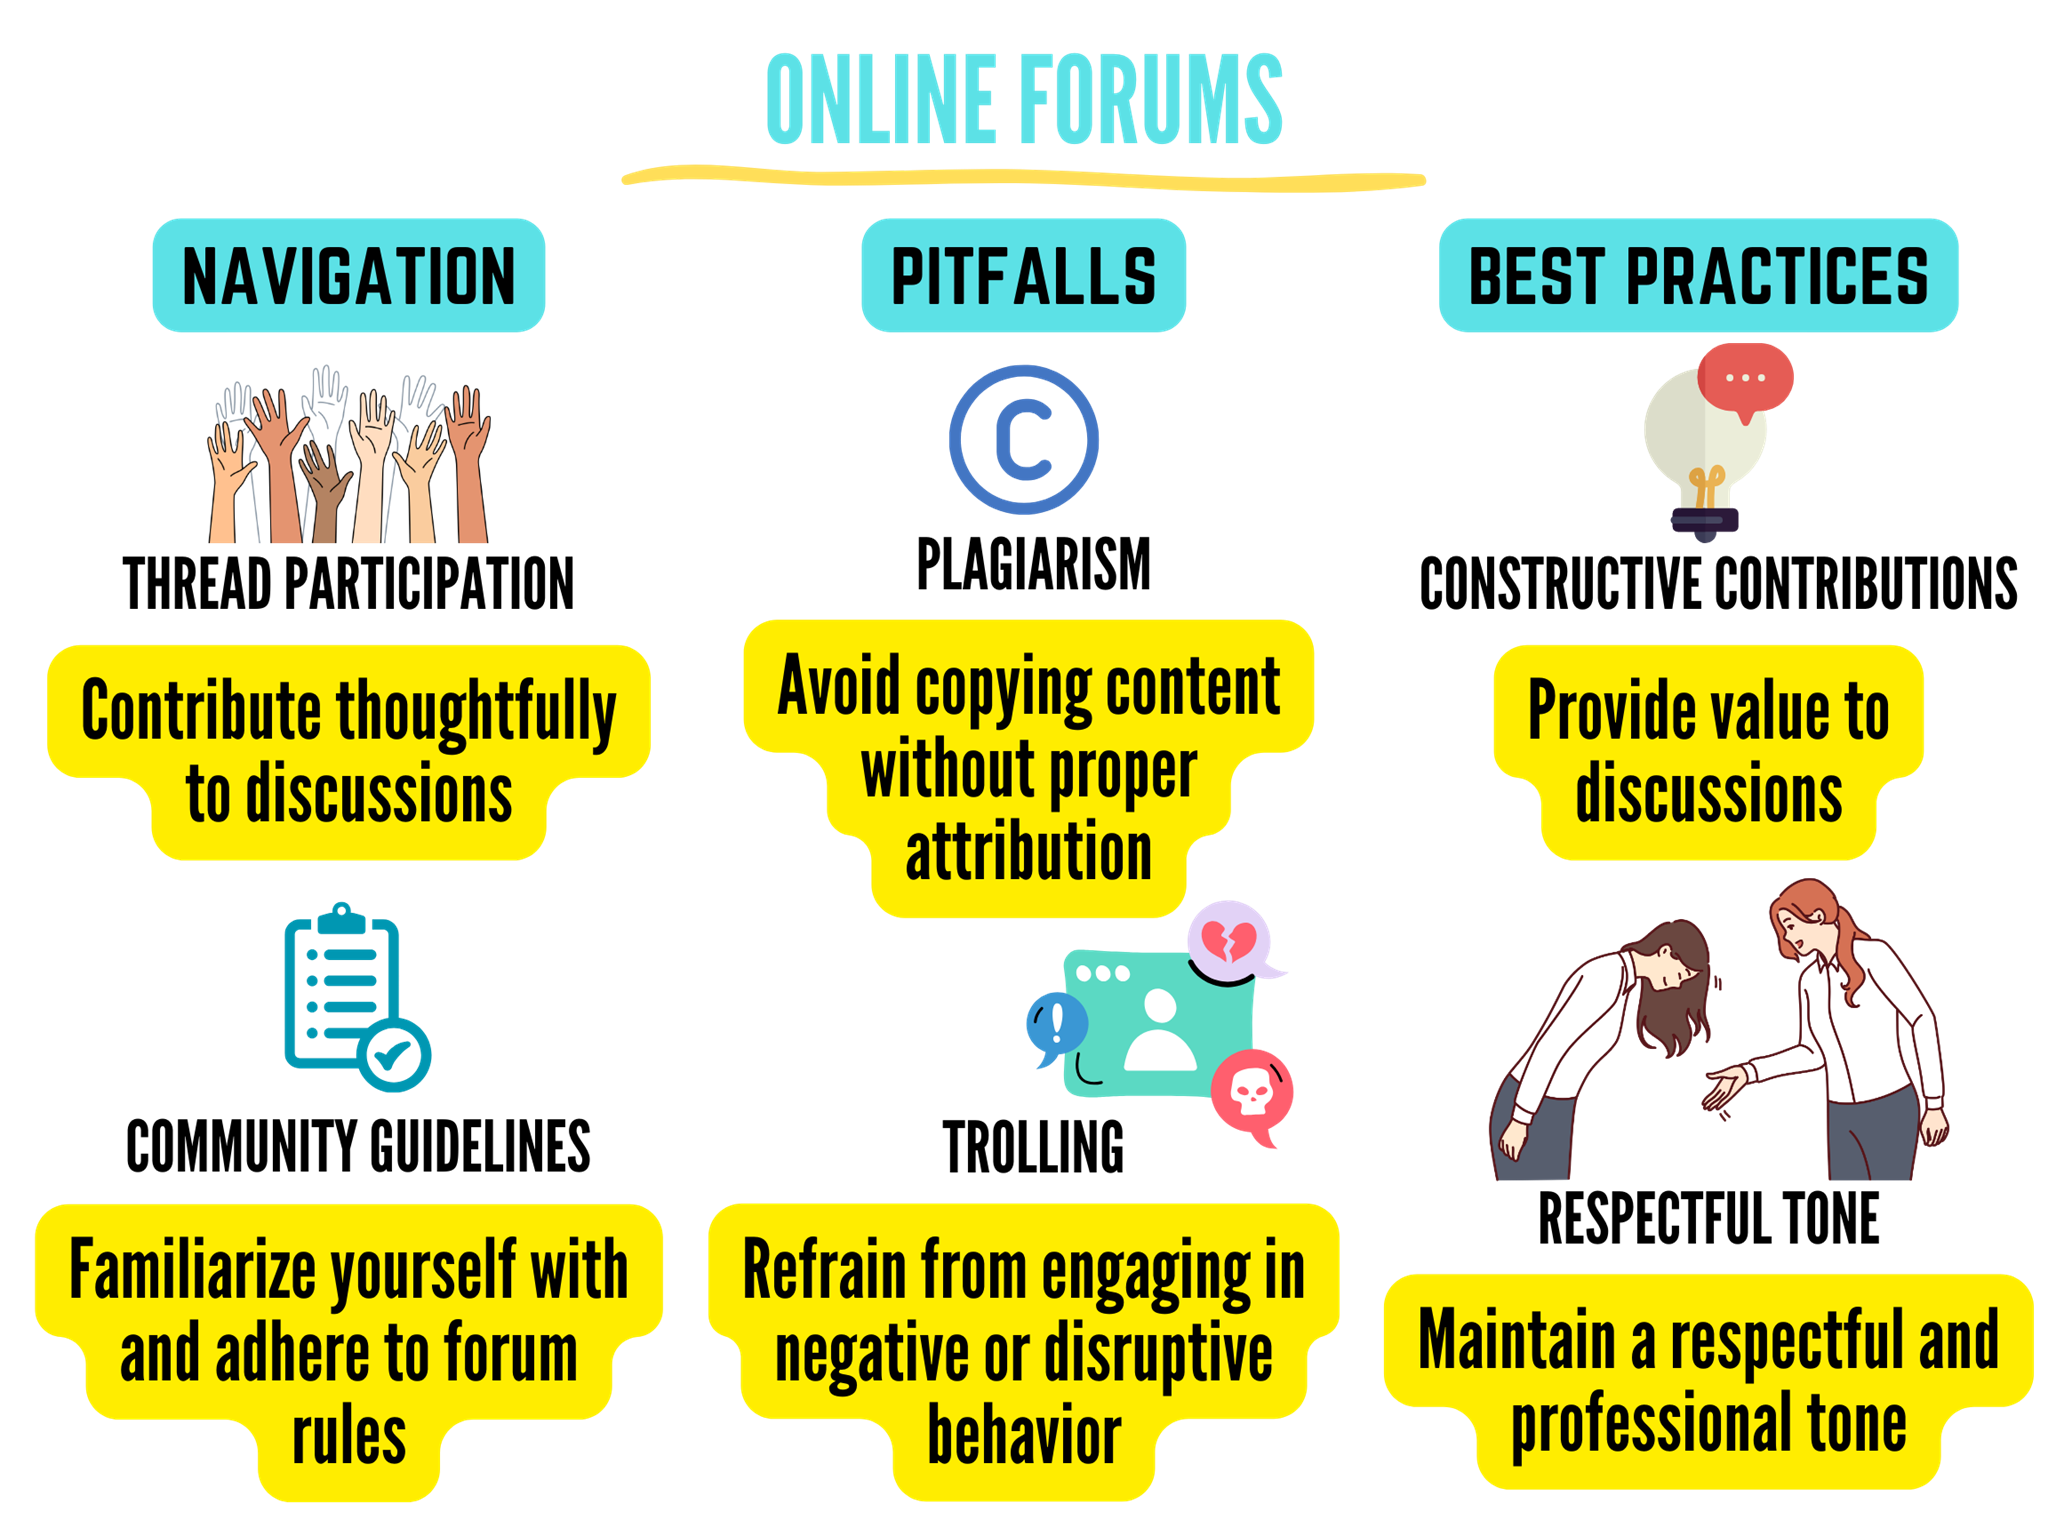 ONLINE FORUMS
NAVIGATION
THREAD PARTICIPATION
Contribute thoughtfully
to discussions
COMMUNITY GUIDELINES
Familiarize yourself with
and adhere to forum
rules
PITFALLS
C
PLAGIARISM
Avoid copying content
without proper
attribution
!
TROLLING
Refrain from engaging in
negative or disruptive
behavior
BEST PRACTICES
CONSTRUCTIVE CONTRIBUTIONS
Provide value to
discussions
RESPECTFUL TONE
Maintain a respectful and
professional tone